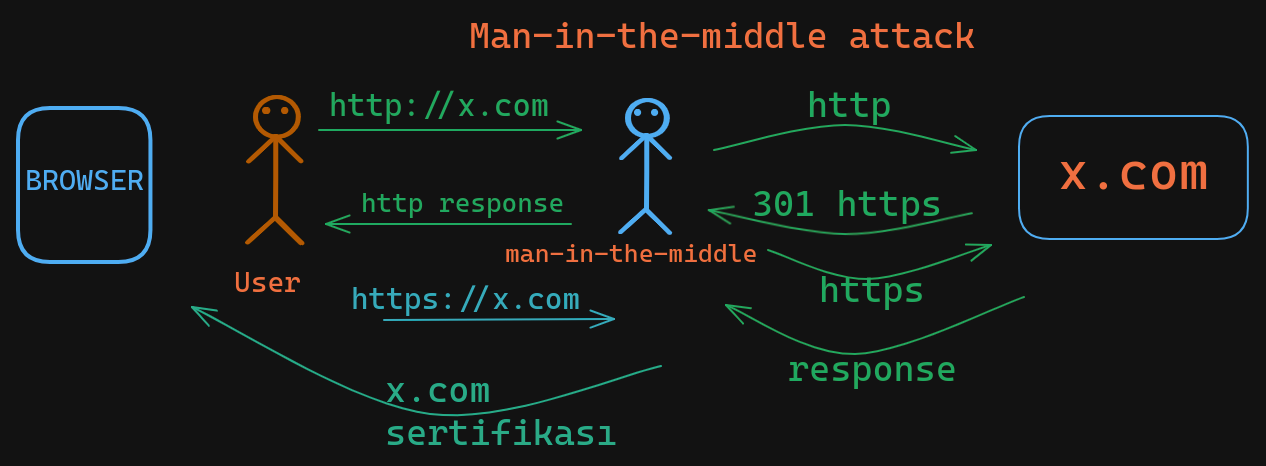 Man-in-the-middle attack
http://x.com
http
BROWSER
x.com
http response
301 https
man-in-the-middle
User
https://x.com
https
response
x.com
sertifikası